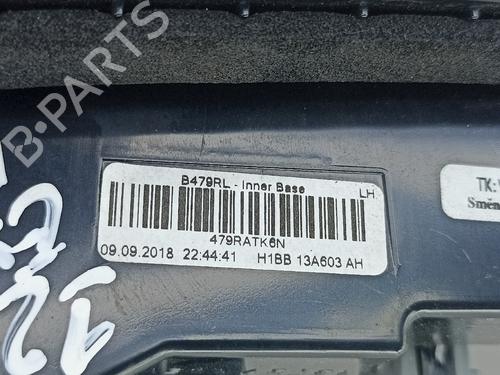 B-PARTS
B479RL - Inner Base LH
479RATK6N
09.09.2018 22:44:41 H1BB 13A603 AH
TK:
Směn